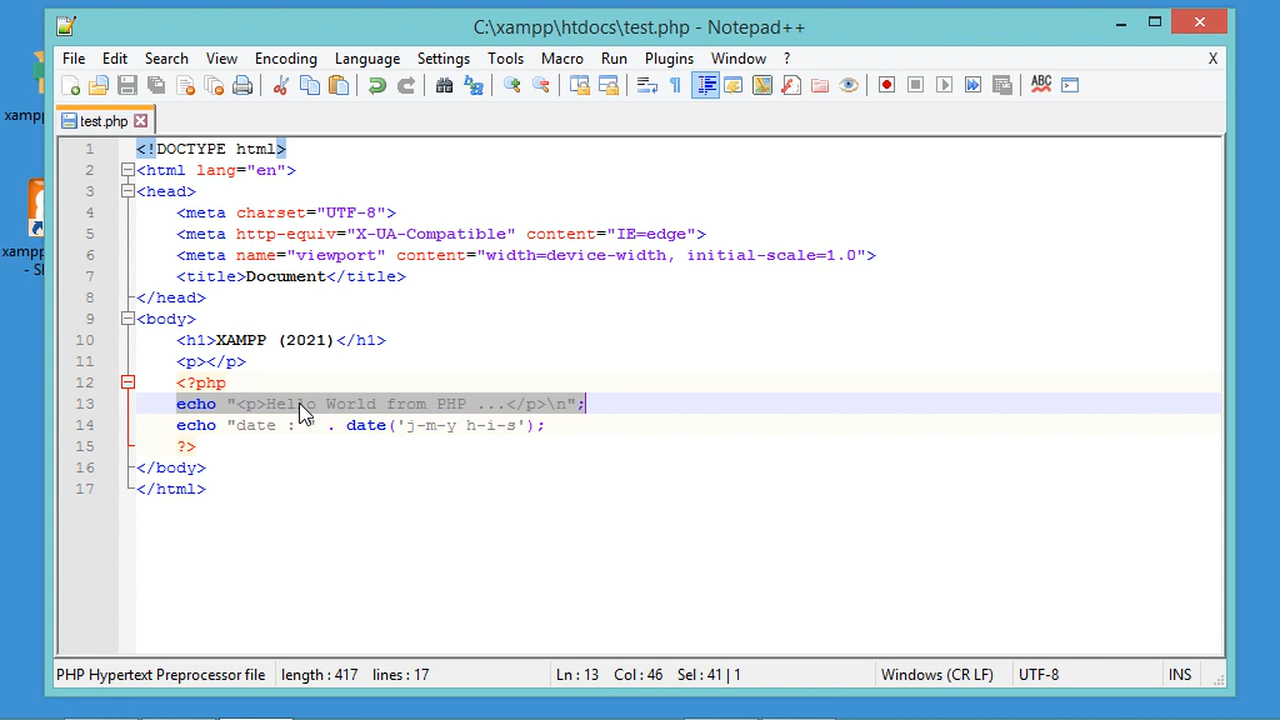 C:\xampp\htdocs\test.php - Notepad++
File Edit Search View Encoding Language Settings Tools Macro Run Plugins Window ? X
ABC
test.php
xampp
xampp
- S
1 <!DOCTYPE html>
2 <html lang="en">
3 <head>
4 <meta charset="UTF-8">
5 <meta http-equiv="X-UA-Compatible" content="IE=edge">
6 <meta name="viewport" content="width=device-width, initial-scale=1.0">
7 <title>Document</title>
8 </head>
9 <body>
10 <h1>XAMPP (2021)</h1>
11 <p></p>
12 <?php
13 echo "<p>Hello World from PHP ...</p>\n";
14 echo "date : " . date('j-m-y h-i-s');
15 ?>
16 </body>
17 </html>
PHP Hypertext Preprocessor file length : 417 lines : 17 Ln : 13 Col : 46 Sel : 41 | 1 Windows (CR LF) UTF-8 INS